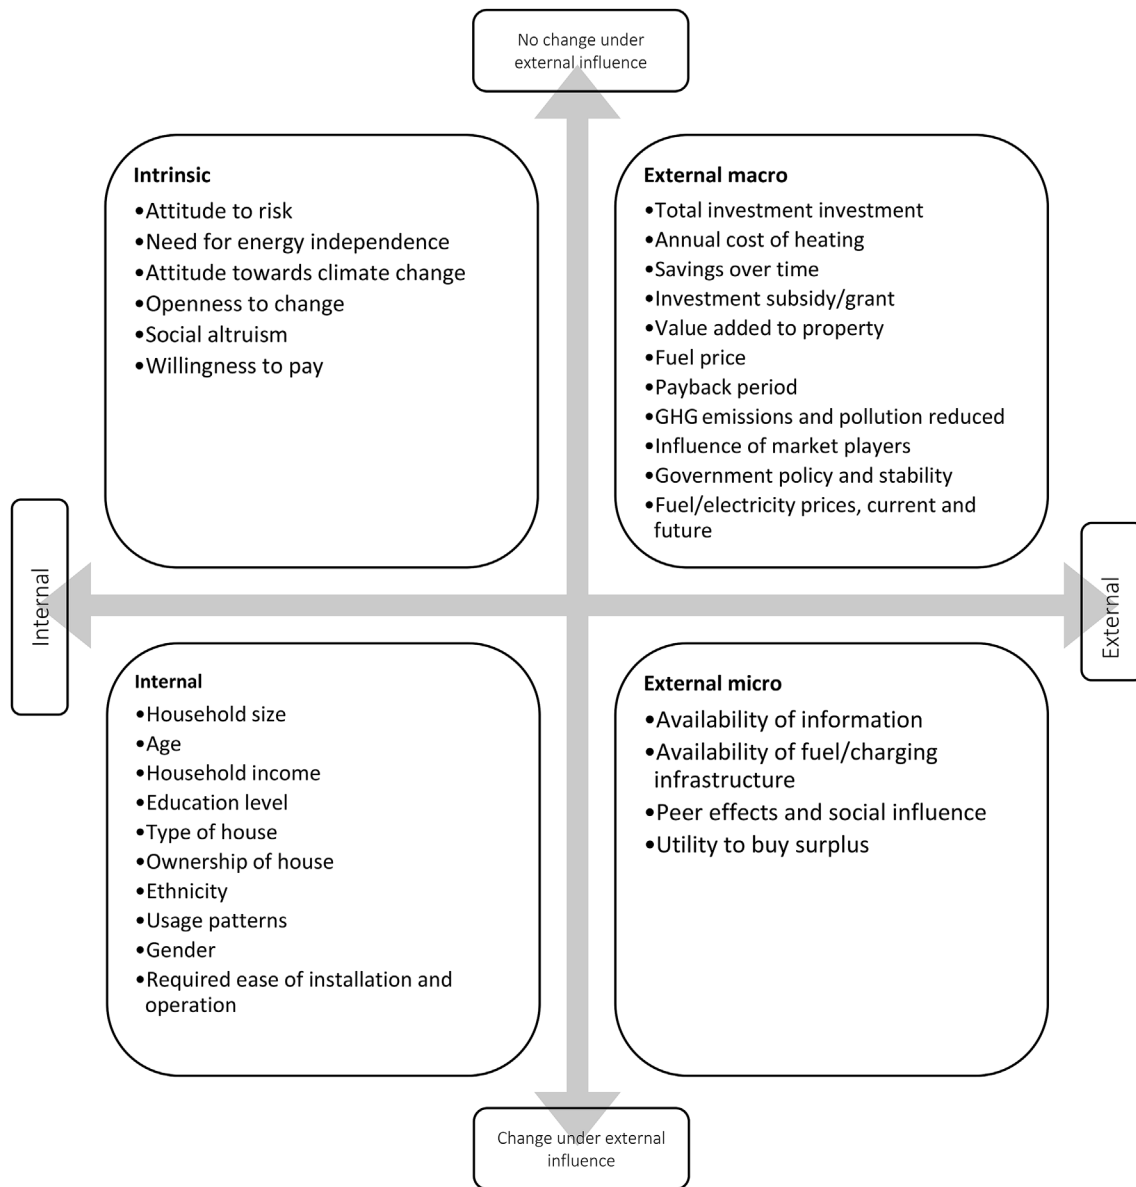 No change under
external influence
Intrinsic
•Attitude to risk
•Need for energy independence
•Attitude towards climate change
•Openness to change
•Social altruism
•Willingness to pay
External macro
•Total investment investment
•Annual cost of heating
•Savings over time
•Investment subsidy/grant
•Value added to property
•Fuel price
•Payback period
•GHG emissions and pollution reduced
•Influence of market players
•Government policy and stability
•Fuel/electricity prices, current and
future
Internal
External
Internal
•Household size
•Age
•Household income
•Education level
•Type of house
•Ownership of house
•Ethnicity
•Usage patterns
•Gender
•Required ease of installation and
operation
External micro
•Availability of information
•Availability of fuel/charging
infrastructure
•Peer effects and social influence
•Utility to buy surplus
Change under external
influence